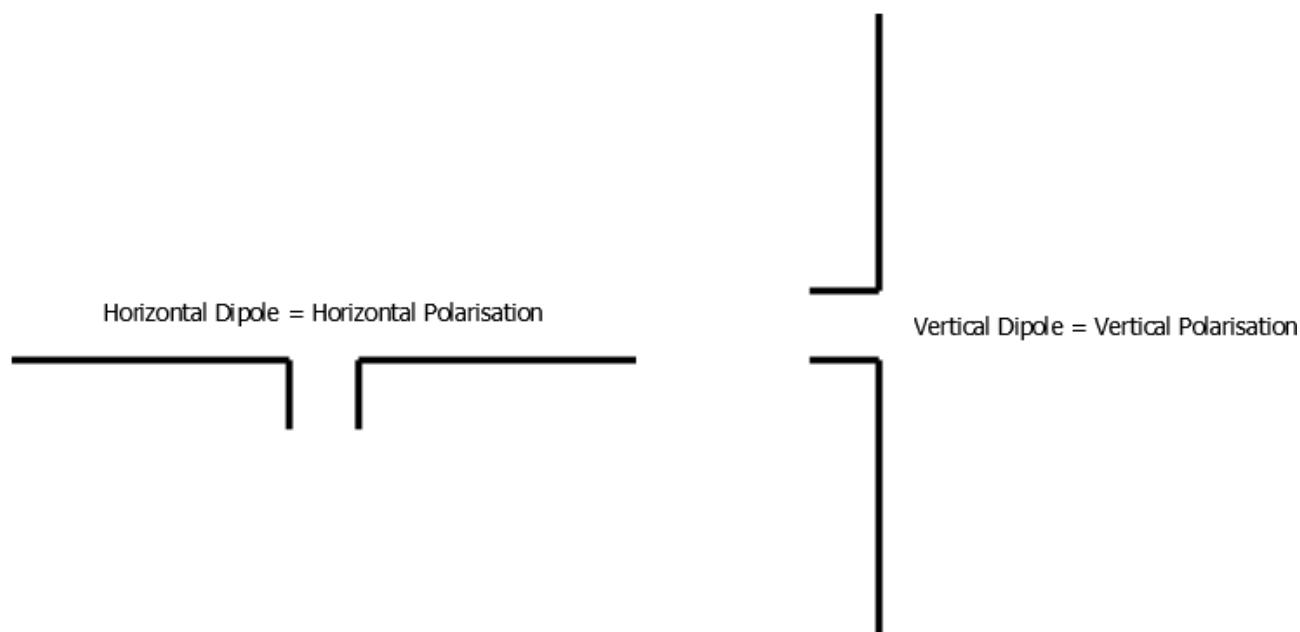 Horizontal Dipole = Horizontal Polarisation
Vertical Dipole = Vertical Polarisation